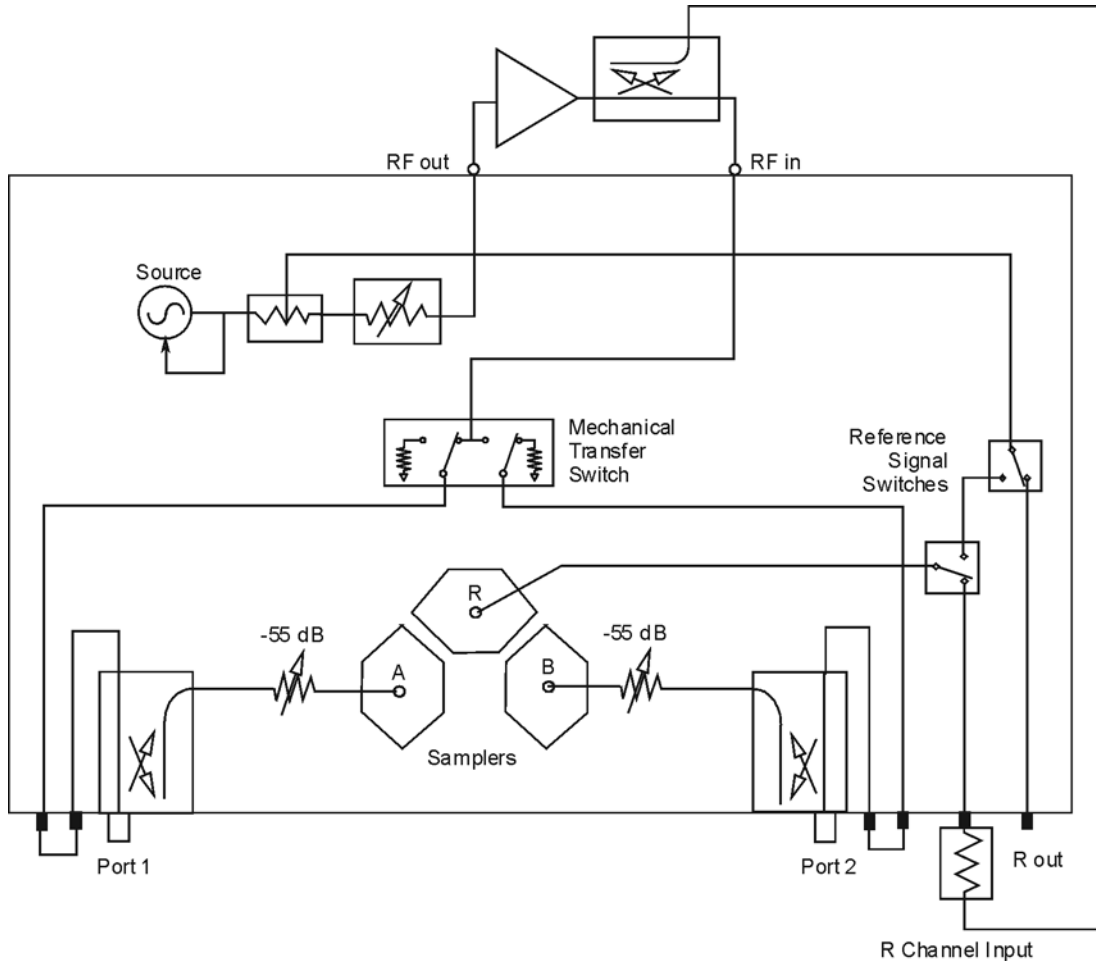 RF out
RF in
Source
Mechanical
Transfer
Switch
Reference
Signal
Switches
R
-55 dB
-55 dB
A
B
Samplers
Port 1
Port 2
R out
R Channel Input